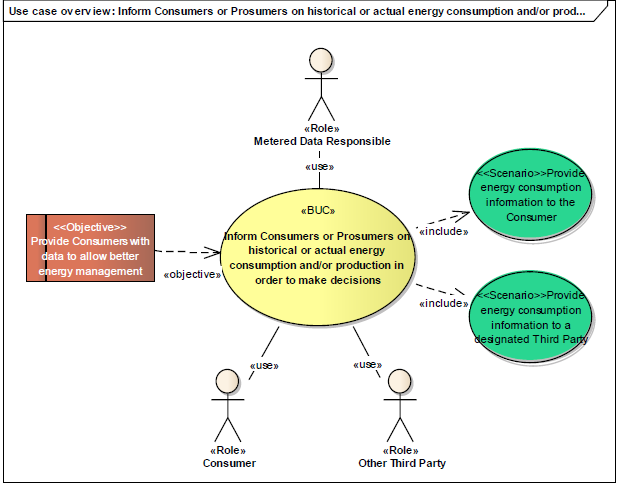 Use case overview: Inform Consumers or Prosumers on historical or actual energy consumption and/or prod...
«Role»
Metered Data Responsible
«use»
«BUC»
Inform Consumers or Prosumers on
historical or actual energy
consumption and/or production in
order to make decisions
<<Objective>>
Provide Consumers with
data to allow better
energy management
«objective»
<<Scenario>>Provide
energy consumption
information to the
Consumer
«include»
<<Scenario>>Provide
energy consumption
information to a
designated Third Party
«include»
«use»
«use»
«Role»
Consumer
«Role»
Other Third Party